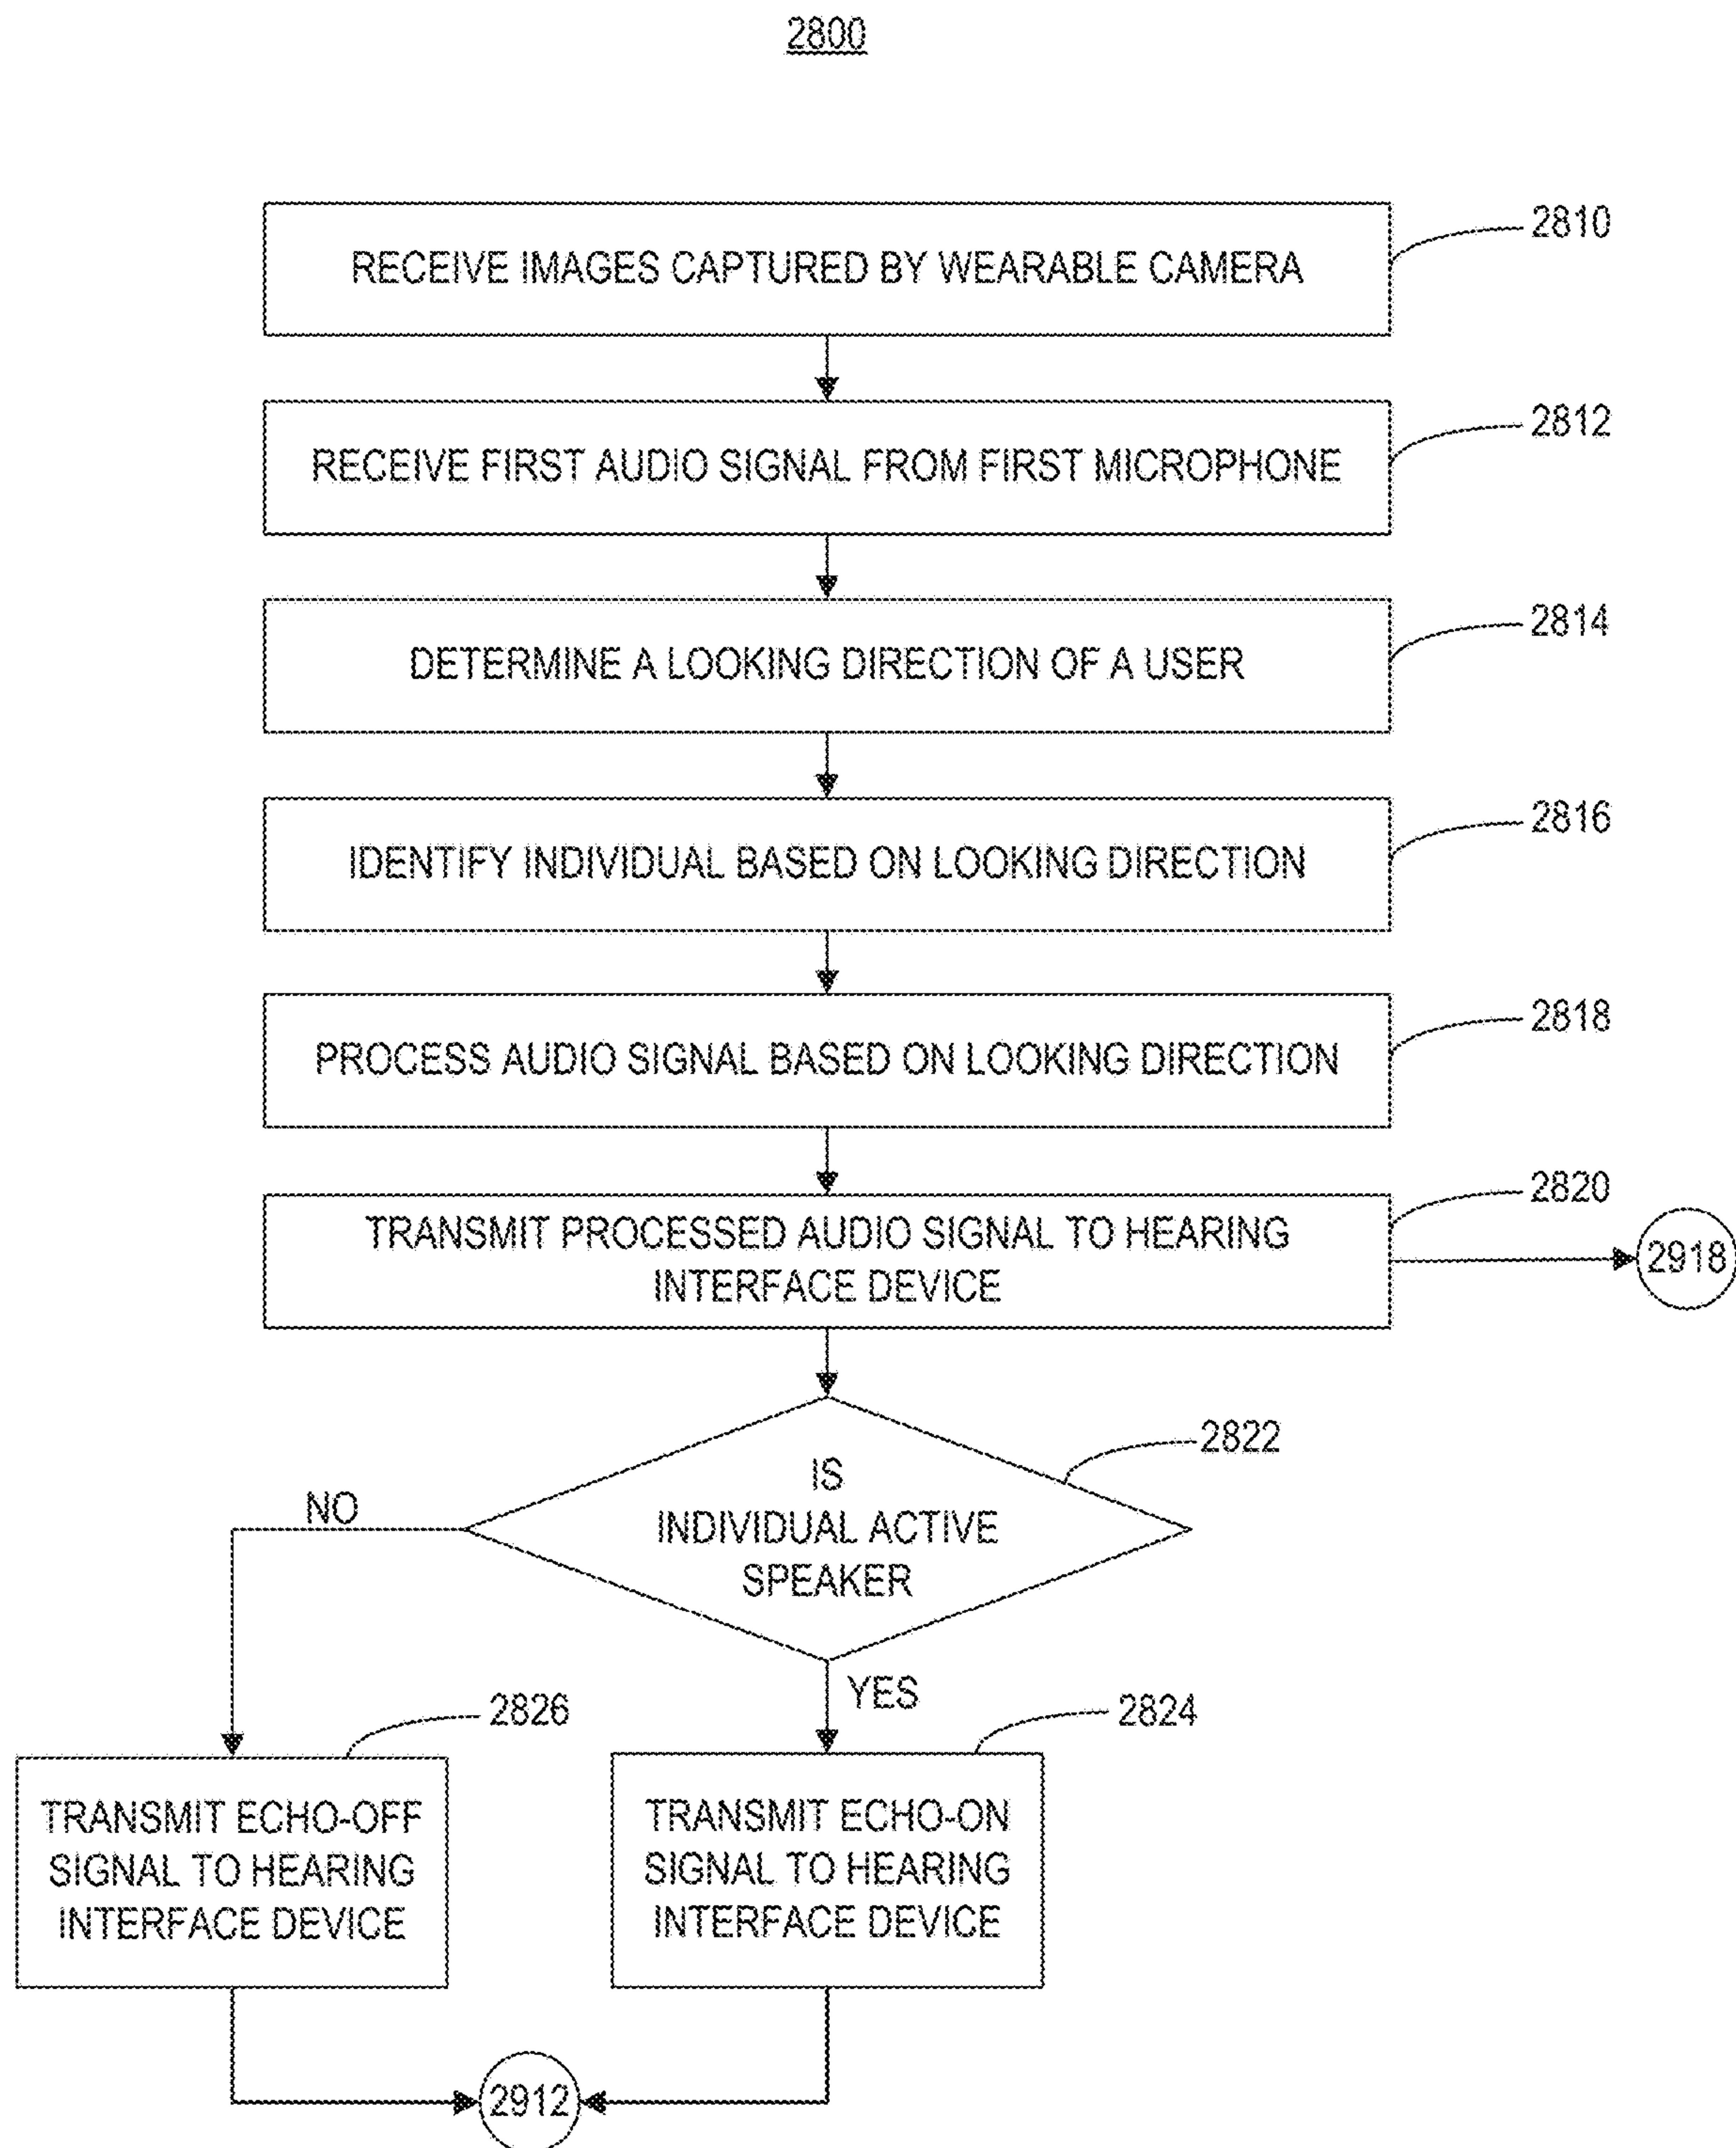 2800
RECEIVE IMAGES CAPTURED BY WEARABLE CAMERA
2810
RECEIVE FIRST AUDIO SIGNAL FROM FIRST MICROPHONE
2812
DETERMINE A LOOKING DIRECTION OF A USER
2814
IDENTIFY INDIVIDUAL BASED ON LOOKING DIRECTION
2816
PROCESS AUDIO SIGNAL BASED ON LOOKING DIRECTION
2818
TRANSMIT PROCESSED AUDIO SIGNAL TO HEARING
INTERFACE DEVICE
2820
2918
IS
INDIVIDUAL ACTIVE
SPEAKER
2822
NO
YES
2826
TRANSMIT ECHO-OFF
SIGNAL TO HEARING
INTERFACE DEVICE
2824
TRANSMIT ECHO-ON
SIGNAL TO HEARING
INTERFACE DEVICE
2912